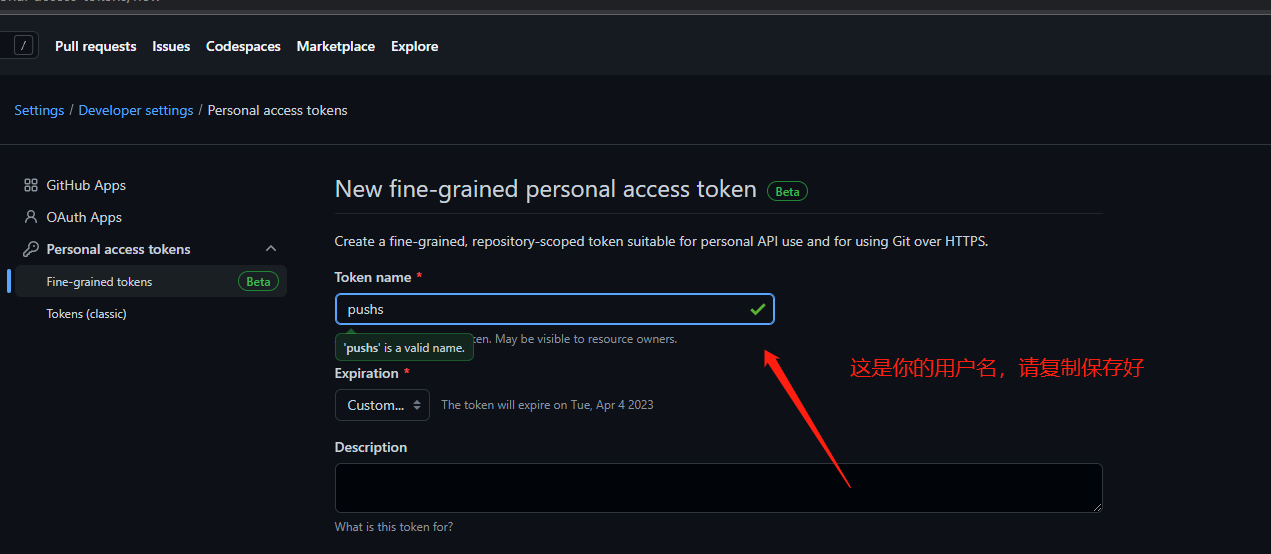 /
Pull requests Issues Codespaces Marketplace Explore
Settings / Developer settings / Personal access tokens
GitHub Apps
OAuth Apps
Personal access tokens
Fine-grained tokens Beta
Tokens (classic)
New fine-grained personal access token Beta
Create a fine-grained, repository-scoped token suitable for personal API use and for using Git over HTTPS.
Token name *
pushs
'pushs' is a valid name.
May be visible to resource owners.
这是你的用户名，请复制保存好
Expiration *
Custom... The token will expire on Tue, Apr 4 2023
Description
What is this token for?